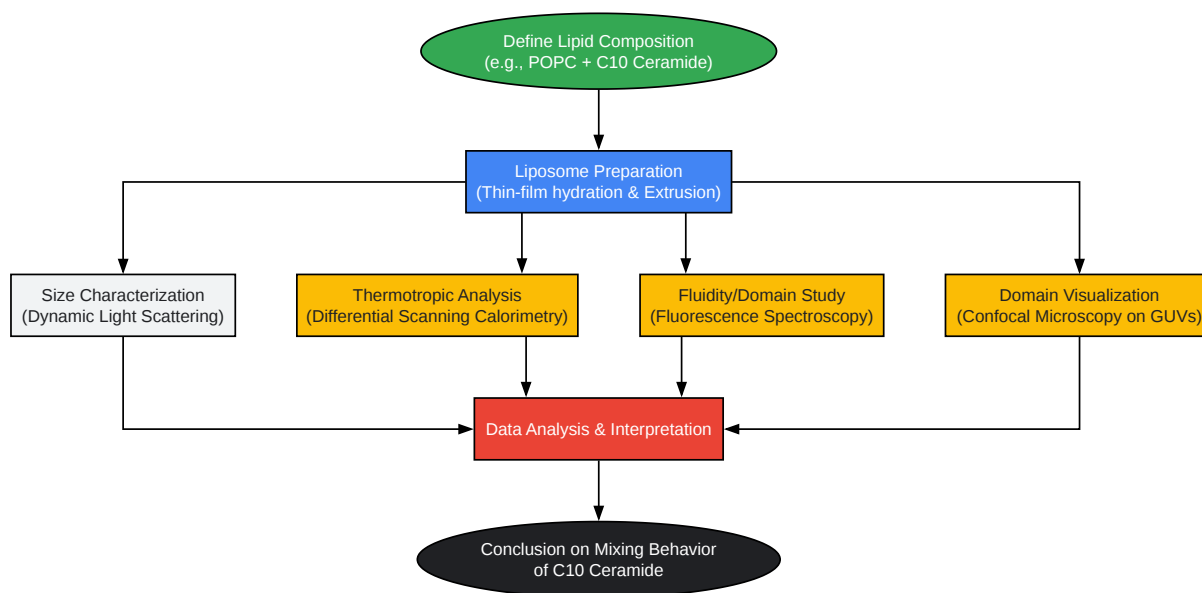 Define Lipid Composition
(e.g., POPC + C10 Ceramide)
Liposome Preparation
(Thin-film hydration & Extrusion)
Size Characterization
(Dynamic Light Scattering)
Thermotropic Analysis
(Differential Scanning Calorimetry)
Fluidity/Domain Study
(Fluorescence Spectroscopy)
Domain Visualization
(Confocal Microscopy on GUVs)
Data Analysis & Interpretation
Conclusion on Mixing Behavior
of C10 Ceramide